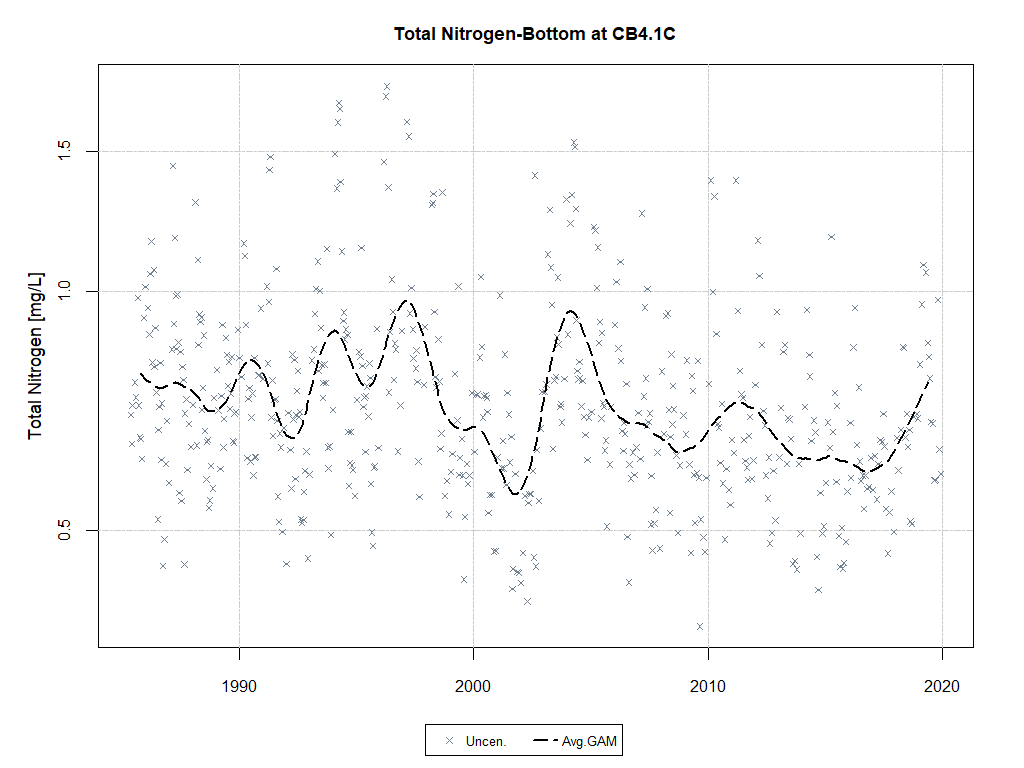 Total Nitrogen-Bottom at CB4.1C
Total Nitrogen [mg/L]
1.5
1.0
0.5
1990 2000 2010 2020
Uncen. Avg.GAM